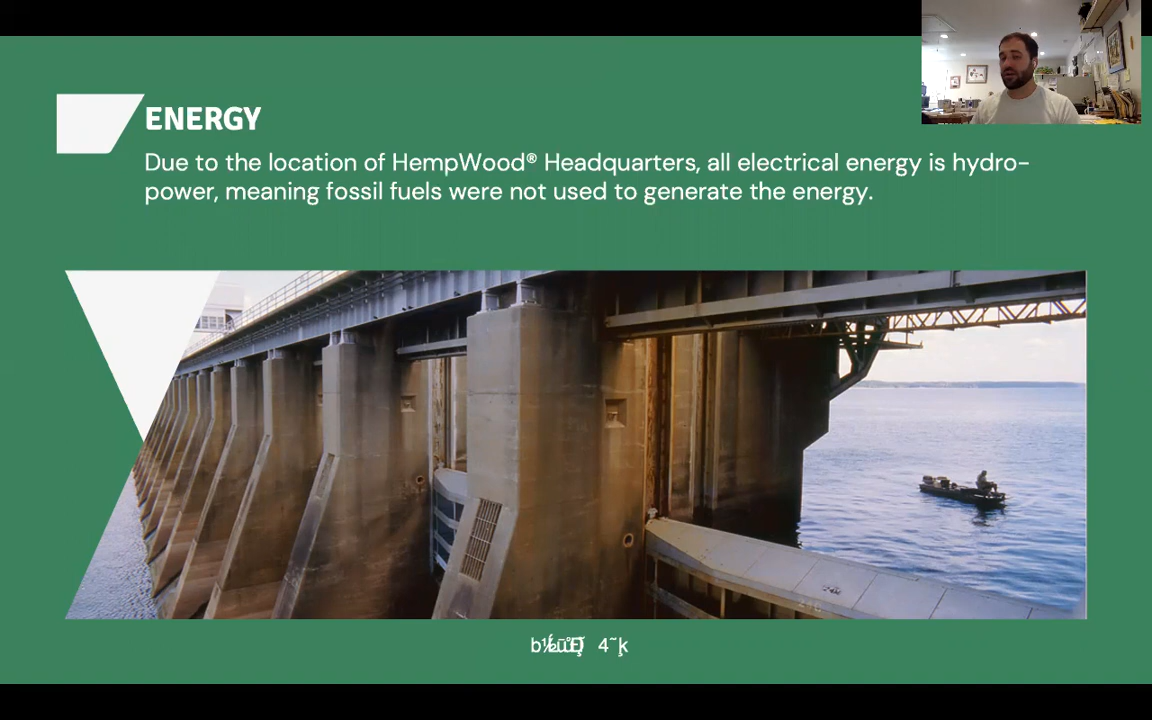 ENERGY
Due to the location of HempWood® Headquarters, all electrical energy is hydro-
power, meaning fossil fuels were not used to generate the energy.